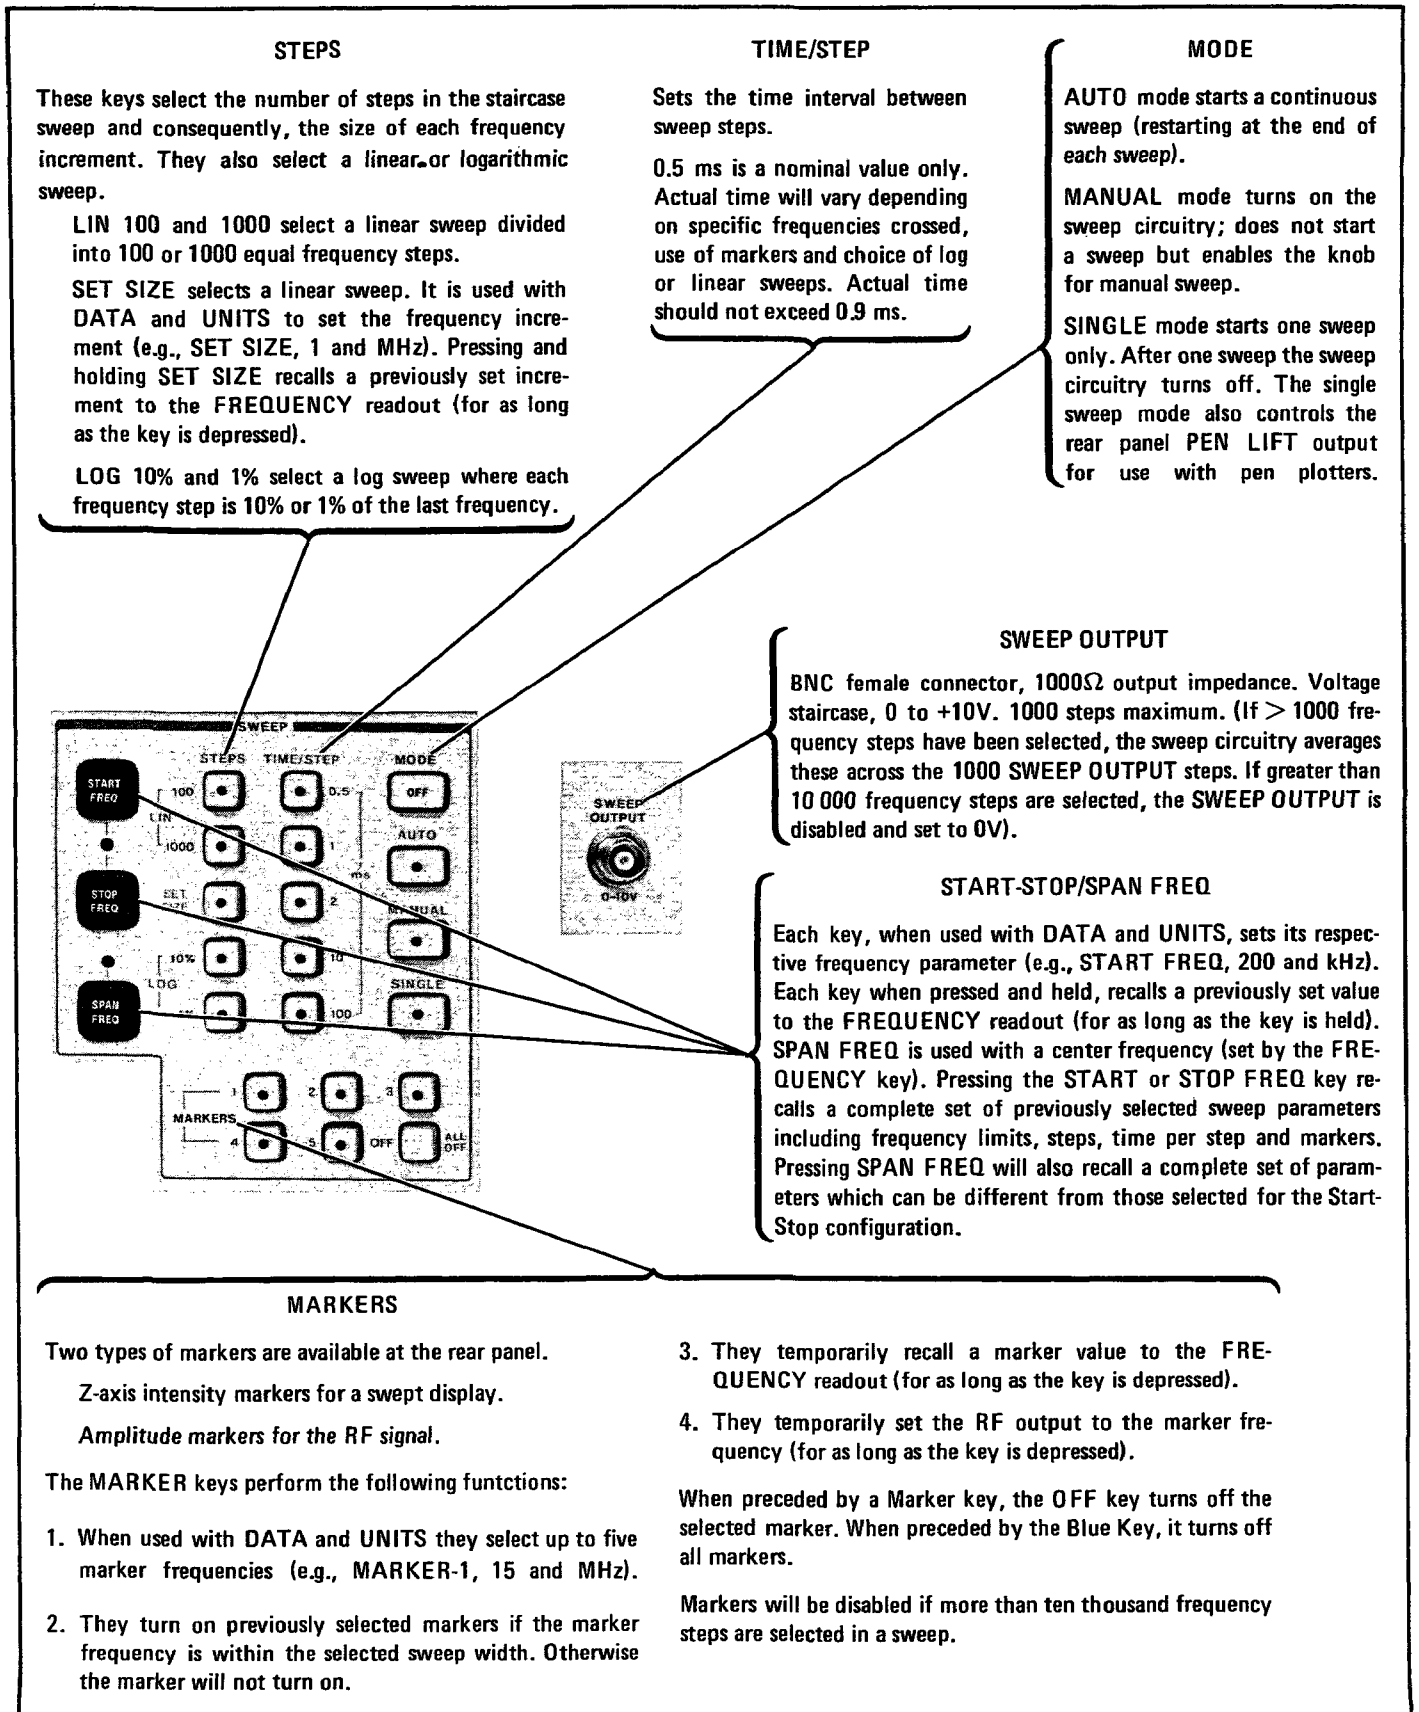 STEPS
These keys select the number of steps in the staircase
sweep and consequently, the size of each frequency
increment. They also select a linear or logarithmic
sweep.
LIN 100 and 1000 select a linear sweep divided
into 100 or 1000 equal frequency steps.
SET SIZE selects a linear sweep. It is used with
DATA and UNITS to set the frequency incre-
ment (e.g., SET SIZE, 1 and MHz). Pressing and
holding SET SIZE recalls a previously set incre-
ment to the FREQUENCY readout (for as long
as the key is depressed).
LOG 10% and 1% select a log sweep where each
frequency step is 10% or 1% of the last frequency.
TIME/STEP
Sets the time interval between
sweep steps.
0.5 ms is a nominal value only.
Actual time will vary depending
on specific frequencies crossed,
use of markers and choice of log
or linear sweeps. Actual time
should not exceed 0.9 ms.
MODE
AUTO mode starts a continuous
sweep (restarting at the end of
each sweep).
MANUAL mode turns on the
sweep circuitry; does not start
a sweep but enables the knob
for manual sweep.
SINGLE mode starts one sweep
only. After one sweep the sweep
circuitry turns off. The single
sweep mode also controls the
rear panel PEN LIFT output
for use with pen plotters.
SWEEP
STEPS TIME/STEP MODE
START
FREQ
100 0.5 OFF
LIN
AUTO
1000 1
ms
STOP
FREQ
SET
SIZE
2 MANUAL
10% 10
LOG
SINGLE
SPAN
FREQ
100
1 2 3
MARKERS
4 5 OFF ALL
OFF
SWEEP
OUTPUT
0-10V
SWEEP OUTPUT
BNC female connector, 1000Ω output impedance. Voltage
staircase, 0 to +10V. 1000 steps maximum. (If > 1000 fre-
quency steps have been selected, the sweep circuitry averages
these across the 1000 SWEEP OUTPUT steps. If greater than
10 000 frequency steps are selected, the SWEEP OUTPUT is
disabled and set to 0V).
START-STOP/SPAN FREQ
Each key, when used with DATA and UNITS, sets its respec-
tive frequency parameter (e.g., START FREQ, 200 and kHz).
Each key when pressed and held, recalls a previously set value
to the FREQUENCY readout (for as long as the key is held).
SPAN FREQ is used with a center frequency (set by the FRE-
QUENCY key). Pressing the START or STOP FREQ key re-
calls a complete set of previously selected sweep parameters
including frequency limits, steps, time per step and markers.
Pressing SPAN FREQ will also recall a complete set of param-
eters which can be different from those selected for the Start-
Stop configuration.
MARKERS
Two types of markers are available at the rear panel.
Z-axis intensity markers for a swept display.
Amplitude markers for the RF signal.
The MARKER keys perform the following funtctions:
1. When used with DATA and UNITS they select up to five
marker frequencies (e.g., MARKER-1, 15 and MHz).
2. They turn on previously selected markers if the marker
frequency is within the selected sweep width. Otherwise
the marker will not turn on.
3. They temporarily recall a marker value to the FRE-
QUENCY readout (for as long as the key is depressed).
4. They temporarily set the RF output to the marker fre-
quency (for as long as the key is depressed).
When preceded by a Marker key, the OFF key turns off the
selected marker. When preceded by the Blue Key, it turns off
all markers.
Markers will be disabled if more than ten thousand frequency
steps are selected in a sweep.